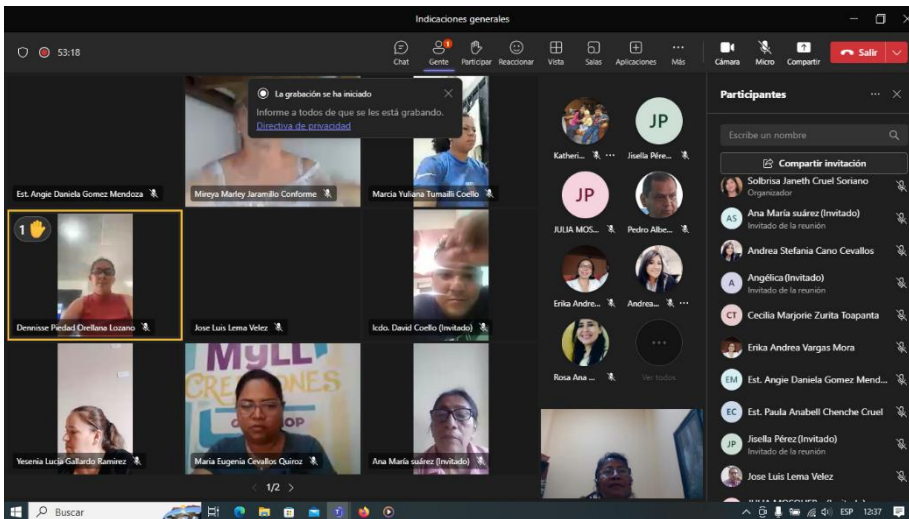 Indicaciones generales
53:18
Chat
1
Gente
Participar
Reaccionar
Vista
Salas
Aplicaciones
Más
Cámara
Micro
Compartir
Salir
La grabación se ha iniciado
Informe a todos de que se les está grabando.
Directiva de privacidad
Est. Angie Daniela Gomez Mendoza
Mireya Marley Jaramillo Conforme
Marcia Yuliana Tumailli Coello
1
Dennisse Piedad Orellana Lozano
Jose Luis Lema Velez
lcdo. David Coello (Invitado)
MyLL
CREACIONES
Yesenia Lucja Gallardo Ramirez
Maria Eugenia Cevallos Quiroz
Ana María suárez (Invitado)
1/2
Katheri...
JP
Jisella Pére...
JP
JULIA MOS...
Pedro Albe...
Erika Andre...
Andrea...
Rosa Ana ...
Ver todos
Participantes
Escribe un nombre
Compartir invitación
Solbrisa Janeth Cruel Soriano
Organizador
AS
Ana María suárez (Invitado)
Invitado de la reunión
Andrea Stefania Cano Cevallos
A
Angélica (Invitado)
Invitado de la reunión
CT
Cecilia Marjorie Zurita Toapanta
Erika Andrea Vargas Mora
EM
Est. Angie Daniela Gomez Mend...
EC
Est. Paula Anabell Chenche Cruel
JP
Jisella Pérez (Invitado)
Invitado de la reunión
Jose Luis Lema Velez
Buscar
ESP
12:37